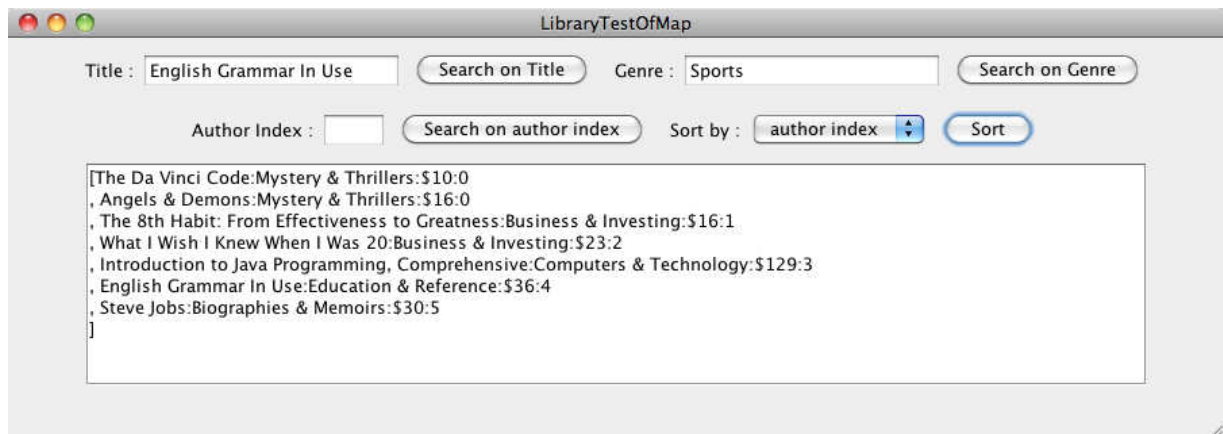 LibraryTestOfMap
Title : English Grammar In Use Search on Title Genre : Sports Search on Genre
Author Index : Search on author index Sort by : author index Sort
[The Da Vinci Code:Mystery & Thrillers:$10:0
, Angels & Demons:Mystery & Thrillers:$16:0
, The 8th Habit: From Effectiveness to Greatness:Business & Investing:$16:1
, What I Wish I Knew When I Was 20:Business & Investing:$23:2
, Introduction to Java Programming, Comprehensive:Computers & Technology:$129:3
, English Grammar In Use:Education & Reference:$36:4
, Steve Jobs:Biographies & Memoirs:$30:5
]